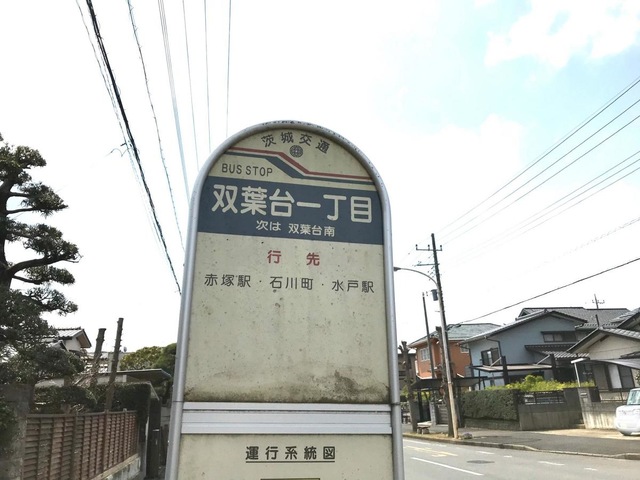 茨城交通
BUS STOP
双葉台一丁目
次は 双葉台南
行先
赤塚駅・石川町・水戸駅
運行系統図